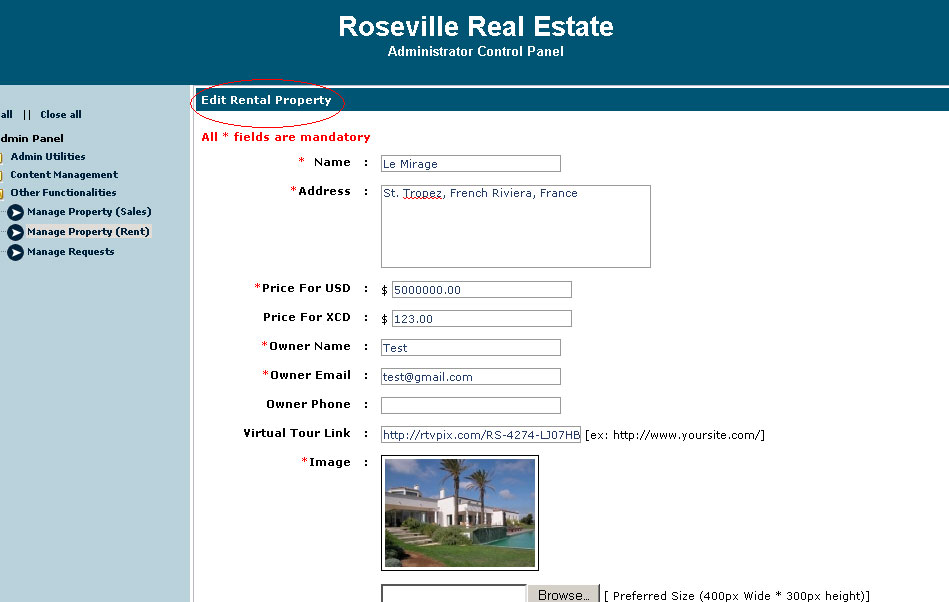 Roseville Real Estate
Administrator Control Panel
all || Close all
dmin Panel
Admin Utilities
Content Management
Other Functionalities
Manage Property (Sales)
Manage Property (Rent)
Manage Requests
Edit Rental Property
All * fields are mandatory
* Name : Le Mirage
*Address : St. Tropez, French Riviera, France
*Price For USD : $ 5000000.00
Price For XCD : $ 123.00
*Owner Name : Test
*Owner Email : test@gmail.com
Owner Phone :
Virtual Tour Link : http://rtvpix.com/RS-4274-LJ07HB [ex: http://www.yoursite.com/]
*Image :
Browse... [ Preferred Size (400px Wide * 300px height)]